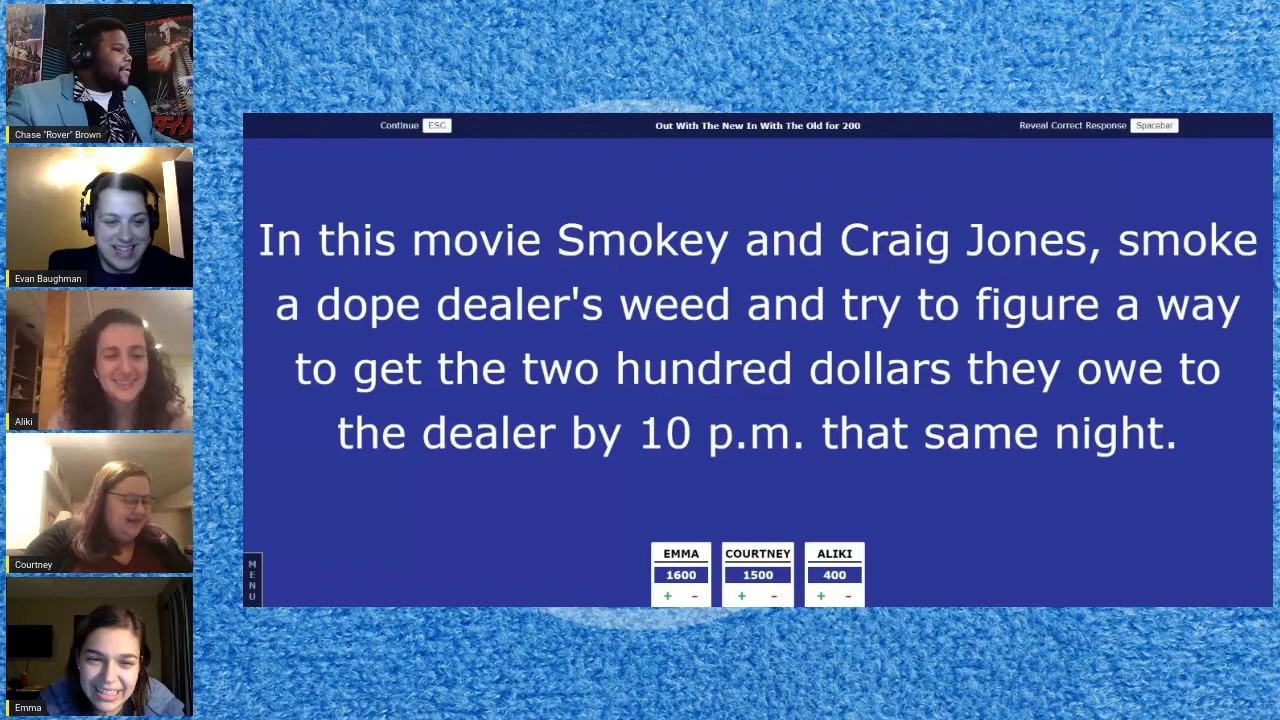 Chase "Rover" Brown
Evan Baughman
Aliki
Courtney
Emma
Continue ESC
Out With The New In With The Old for 200
Reveal Correct Response Spacebar
In this movie Smokey and Craig Jones, smoke
a dope dealer's weed and try to figure a way
to get the two hundred dollars they owe to
the dealer by 10 p.m. that same night.
MENU
EMMA
1600
+ -
COURTNEY
1500
+ -
ALIKI
400
+ -